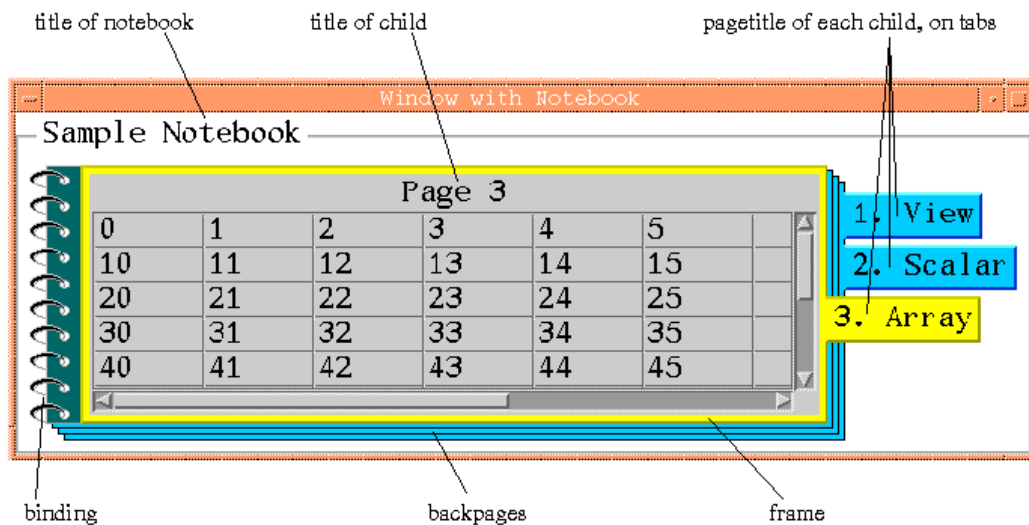 title of notebook title of child pagetitle of each child, on tabs
Window with Notebook
Sample Notebook
Page 3
0 1 2 3 4 5
10 11 12 13 14 15
20 21 22 23 24 25
30 31 32 33 34 35
40 41 42 43 44 45
1. View
2. Scalar
3. Array
binding backpages frame